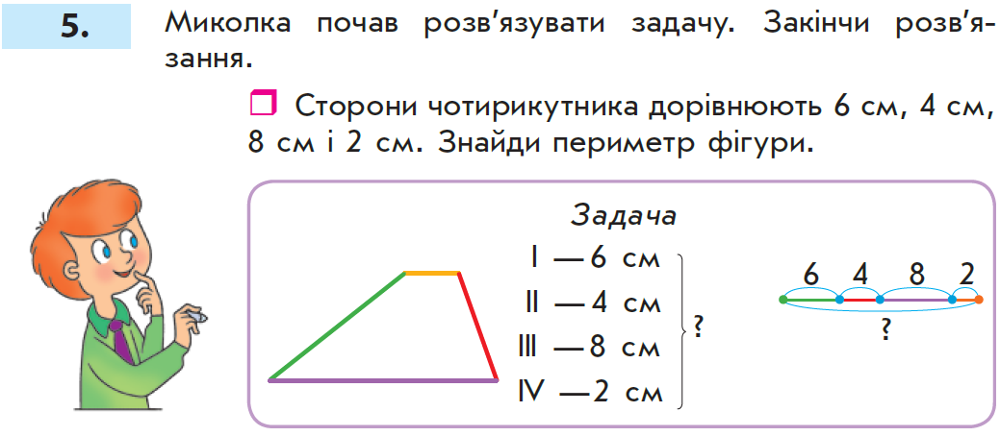 5. Миколка почав розв'язувати задачу. Закінчи розв'я-
зання.
Сторони чотирикутника дорівнюють 6 см, 4 см,
8 см і 2 см. Знайди периметр фігури.
Задача
I — 6 см
II — 4 см
III — 8 см
IV — 2 см
?
6 4 8 2
?